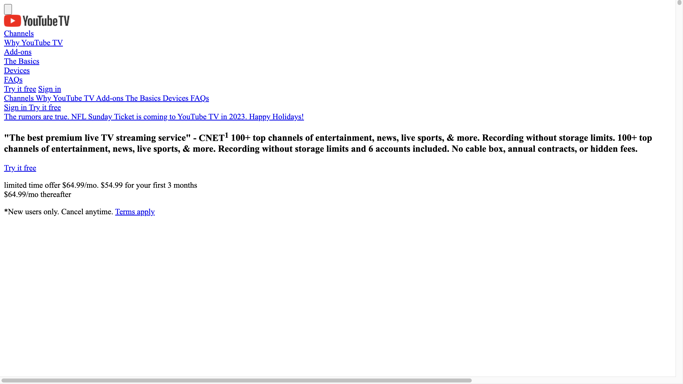 YouTube TV
Channels
Why YouTube TV
Add-ons
The Basics
Devices
FAQs
Try it free Sign in
Channels Why YouTube TV Add-ons The Basics Devices FAQs
Sign in Try it free
The rumors are true. NFL Sunday Ticket is coming to YouTube TV in 2023. Happy Holidays!
"The best premium live TV streaming service" - CNET1 100+ top channels of entertainment, news, live sports, & more. Recording without storage limits. 100+ top
channels of entertainment, news, live sports, & more. Recording without storage limits and 6 accounts included. No cable box, annual contracts, or hidden fees.
Try it free
limited time offer $64.99/mo. $54.99 for your first 3 months
$64.99/mo thereafter
*New users only. Cancel anytime. Terms apply